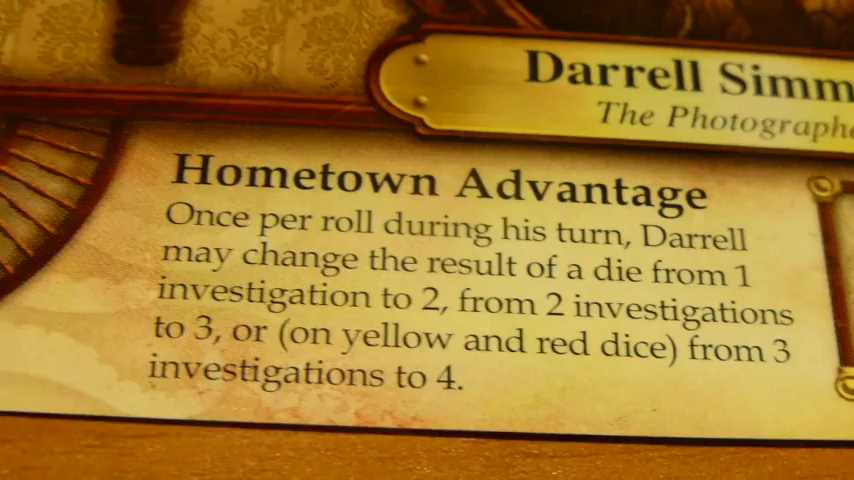 Darrell Simm
The Photographe
Hometown Advantage
Once per roll during his turn, Darrell
may change the result of a die from 1
investigation to 2, from 2 investigations
to 3, or (on yellow and red dice) from 3
investigations to 4.